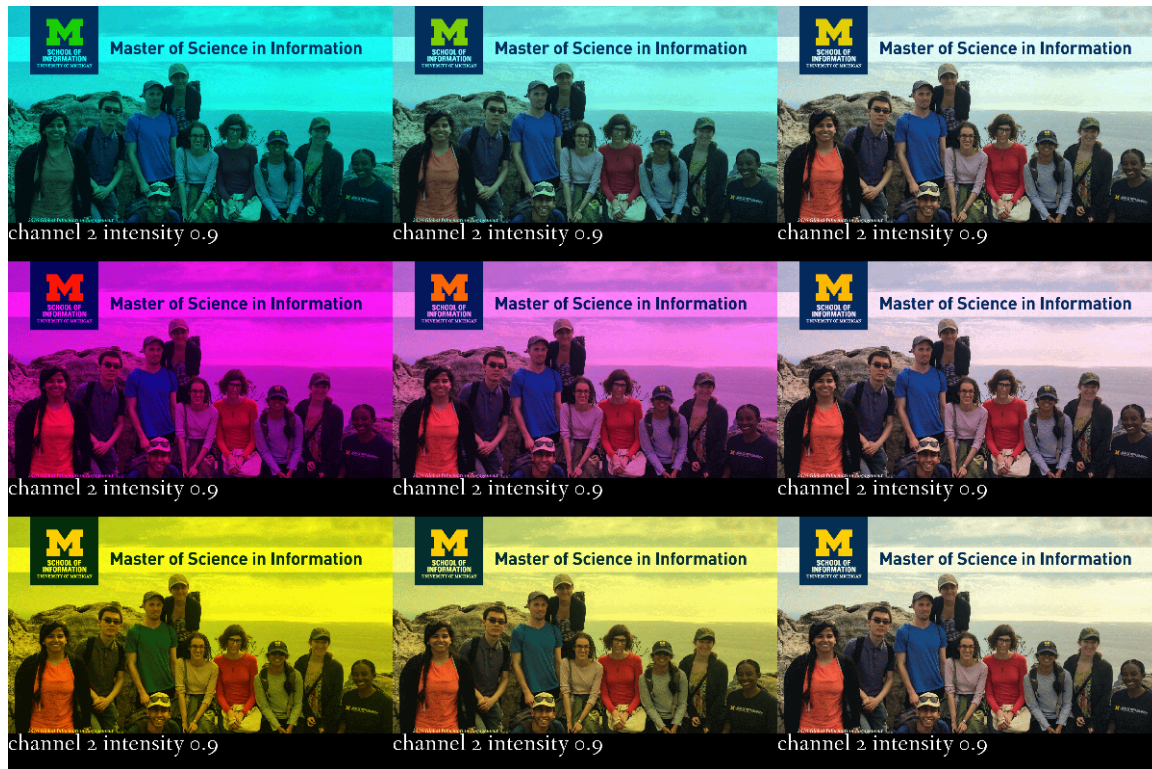 M Master of Science in Information M Master of Science in Information M Master of Science in Information
SCHOOL OF SCHOOL OF SCHOOL OF
INFORMATION INFORMATION INFORMATION
UNIVERSITY OF MICHIGAN UNIVERSITY OF MICHIGAN UNIVERSITY OF MICHIGAN
channel 2 intensity 0.9 channel 2 intensity 0.9 channel 2 intensity 0.9
M Master of Science in Information M Master of Science in Information M Master of Science in Information
SCHOOL OF SCHOOL OF SCHOOL OF
INFORMATION INFORMATION INFORMATION
UNIVERSITY OF MICHIGAN UNIVERSITY OF MICHIGAN UNIVERSITY OF MICHIGAN
channel 2 intensity 0.9 channel 2 intensity 0.9 channel 2 intensity 0.9
M Master of Science in Information M Master of Science in Information M Master of Science in Information
SCHOOL OF SCHOOL OF SCHOOL OF
INFORMATION INFORMATION INFORMATION
UNIVERSITY OF MICHIGAN UNIVERSITY OF MICHIGAN UNIVERSITY OF MICHIGAN
channel 2 intensity 0.9 channel 2 intensity 0.9 channel 2 intensity 0.9